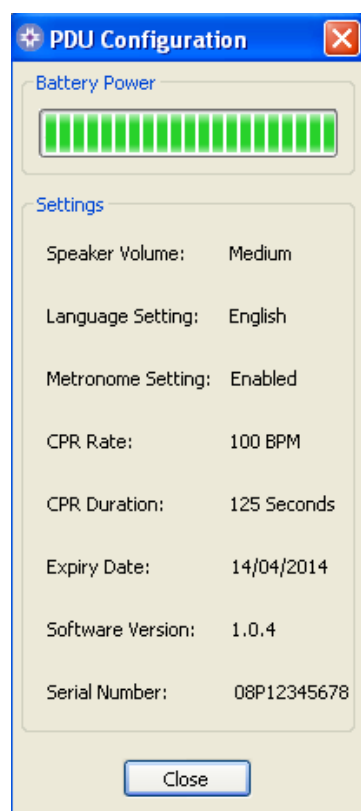 PDU Configuration
Battery Power
Settings
Speaker Volume: Medium
Language Setting: English
Metronome Setting: Enabled
CPR Rate: 100 BPM
CPR Duration: 125 Seconds
Expiry Date: 14/04/2014
Software Version: 1.0.4
Serial Number: 08P12345678
Close